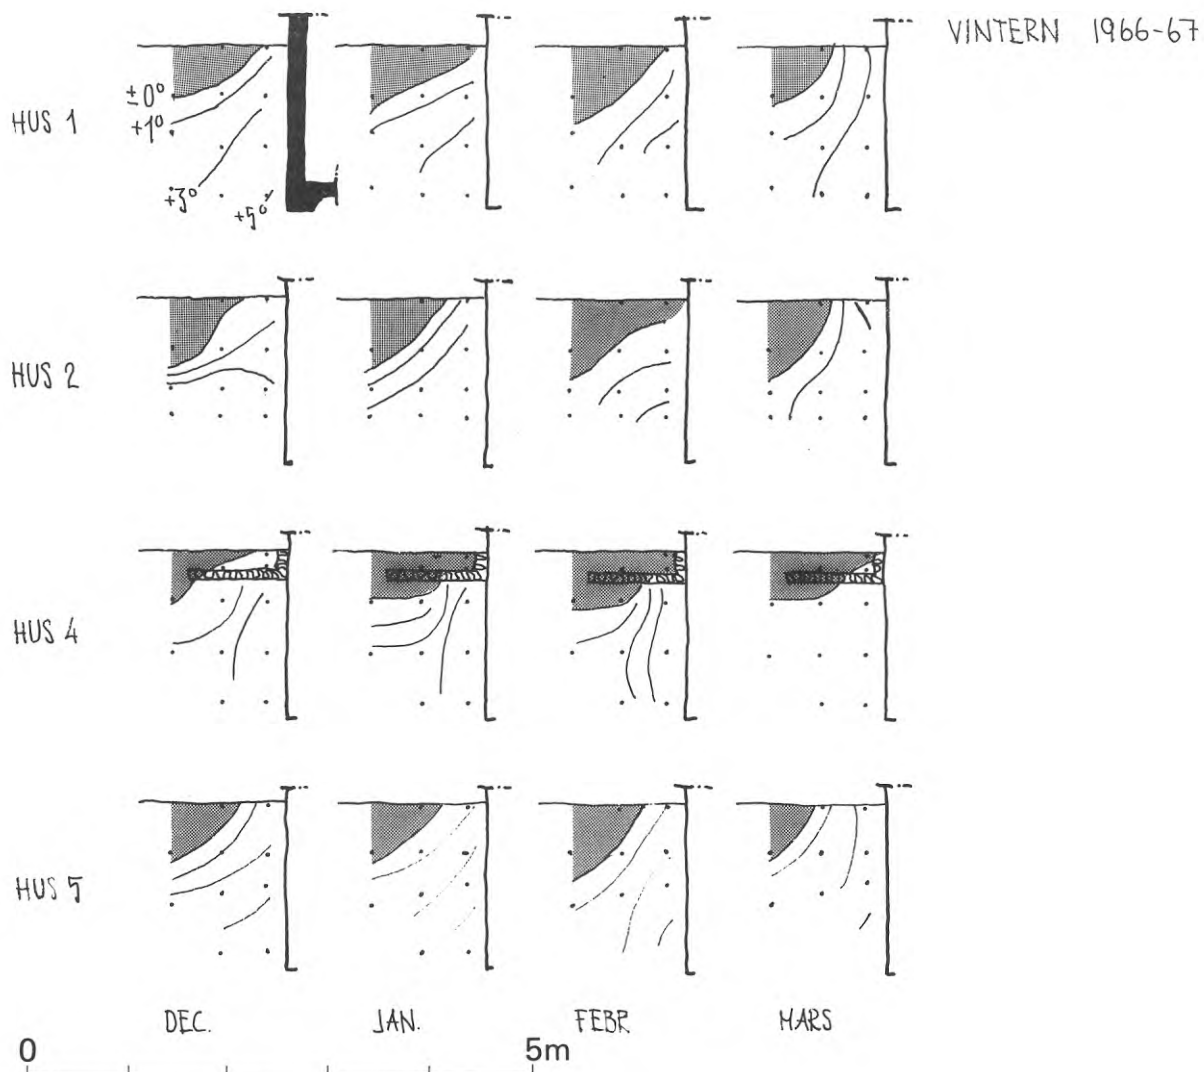 VINTERN 1966-67
HUS 1
±0°
+1°
+3°
+5°
HUS 2
HUS 4
HUS 5
DEC. JAN. FEBR MARS
0 5m